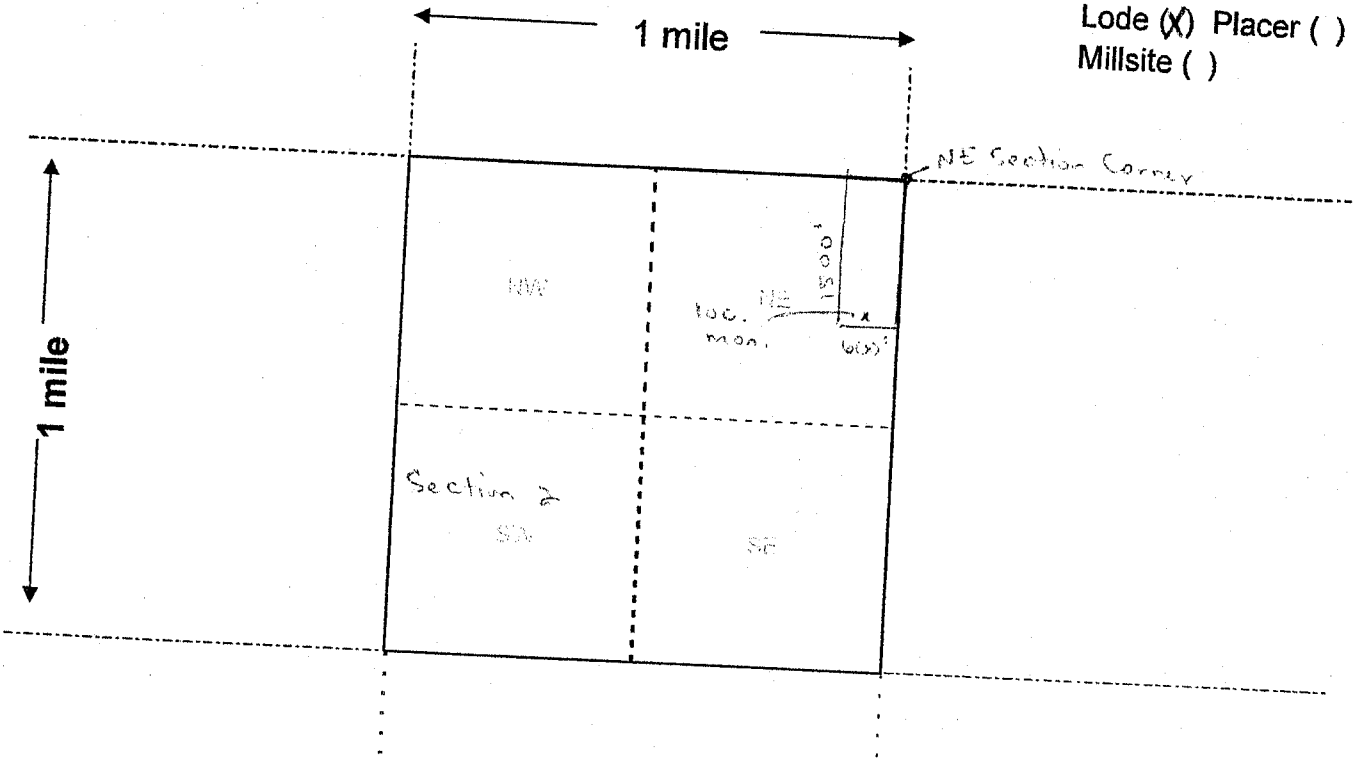 1 mile
Lode (X) Placer ( )
Millsite ( )
NE Section Corner
1 mile
NW
NE
1500'
loc.
mon.
x
600'
Section 2
SW
SE